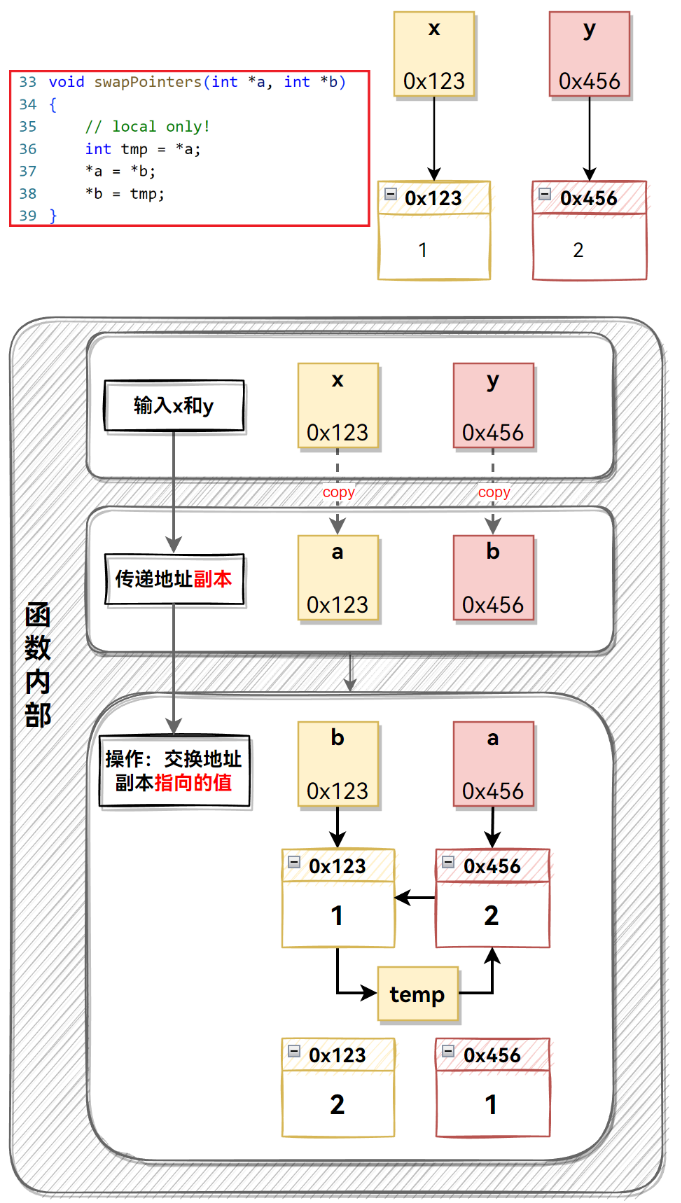 x
0x123
y
0x456
33 void swapPointers(int *a, int *b)
34 {
35     // local only!
36     int tmp = *a;
37     *a = *b;
38     *b = tmp;
39 }
0x123
1
0x456
2
函数内部
输入x和y
x
0x123
y
0x456
copy
copy
传递地址副本
a
0x123
b
0x456
操作：交换地址
副本指向的值
b
0x123
a
0x456
0x123
1
0x456
2
temp
0x123
2
0x456
1